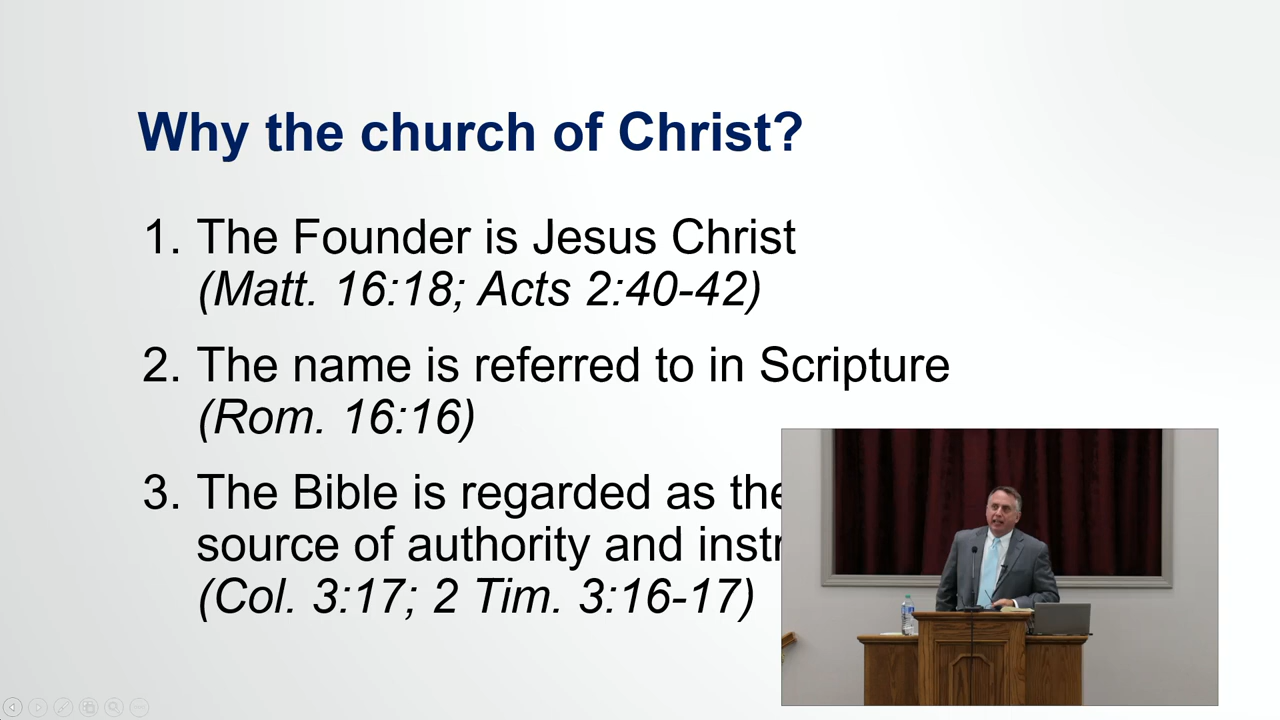 Why the church of Christ?
1. The Founder is Jesus Christ
(Matt. 16:18; Acts 2:40-42)
2. The name is referred to in Scripture
(Rom. 16:16)
3. The Bible is regarded as the
source of authority and instr
(Col. 3:17; 2 Tim. 3:16-17)